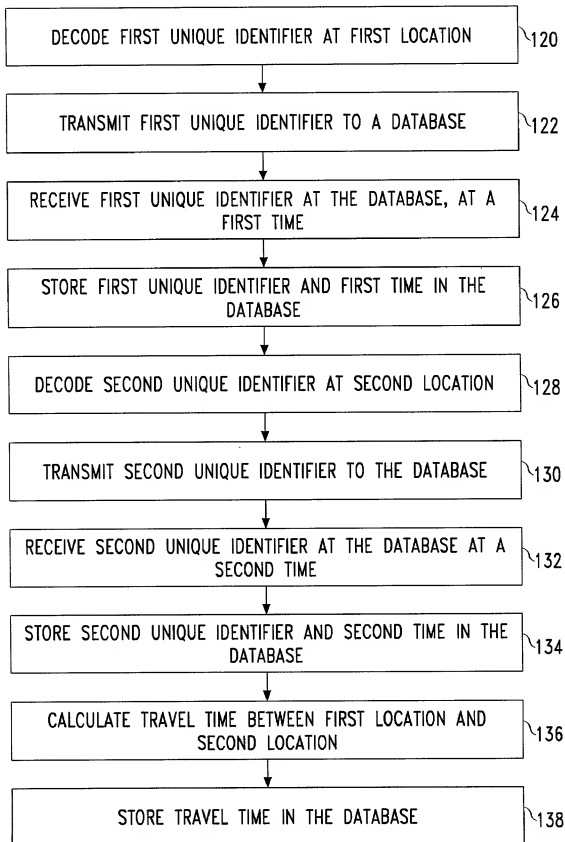 DECODE FIRST UNIQUE IDENTIFIER AT FIRST LOCATION
120
TRANSMIT FIRST UNIQUE IDENTIFIER TO A DATABASE
122
RECEIVE FIRST UNIQUE IDENTIFIER AT THE DATABASE, AT A
FIRST TIME
124
STORE FIRST UNIQUE IDENTIFIER AND FIRST TIME IN THE
DATABASE
126
DECODE SECOND UNIQUE IDENTIFIER AT SECOND LOCATION
128
TRANSMIT SECOND UNIQUE IDENTIFIER TO THE DATABASE
130
RECEIVE SECOND UNIQUE IDENTIFIER AT THE DATABASE AT A
SECOND TIME
132
STORE SECOND UNIQUE IDENTIFIER AND SECOND TIME IN THE
DATABASE
134
CALCULATE TRAVEL TIME BETWEEN FIRST LOCATION AND
SECOND LOCATION
136
STORE TRAVEL TIME IN THE DATABASE
138